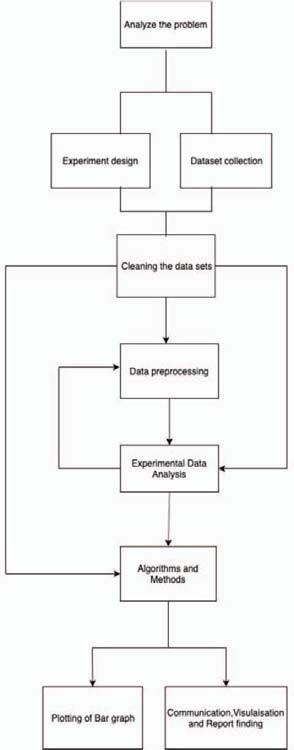 Analyze the problem
Experiment design
Dataset collection
Cleaning the data sets
Data preprocessing
Experimental Data
Analysis
Algorithms and
Methods
Plotting of Bar graph
Communication,Visulaisation
and Report finding